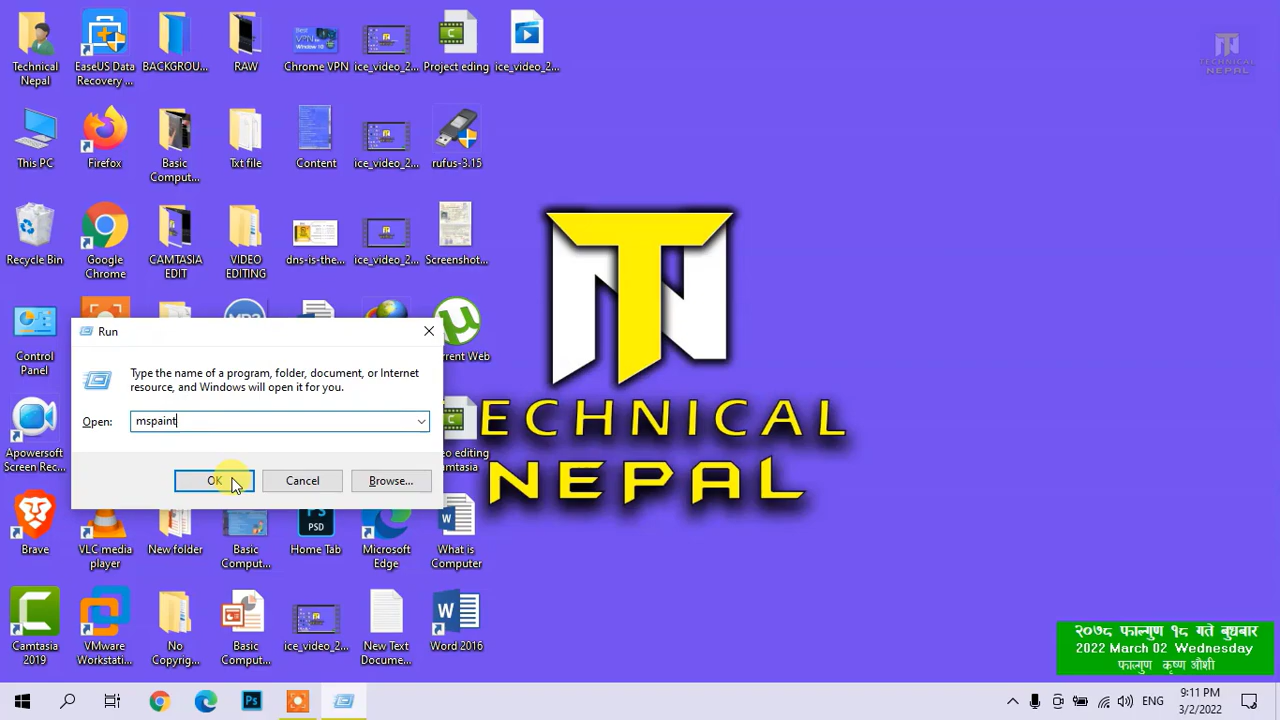 Technical
Nepal
EaseUS Data
Recovery ...
BACKGROU...
RAW
Chrome VPN
ice_video_2...
Project eding
ice_video_2...
TECHNICAL
NEPAL
This PC
Firefox
Basic
Comput...
Txt file
Content
ice_video_2...
rufus-3.15
Recycle Bin
Google
Chrome
CAMTASIA
EDIT
VIDEO
EDITING
dns-is-the...
ice_video_2...
Screenshot...
Control
Panel
Run
Type the name of a program, folder, document, or Internet
resource, and Windows will open it for you.
Open:
mspaint
OK
Cancel
Browse...
ECHNICAL
NEPAL
Apowersoft
Screen Rec...
Brave
VLC media
player
New folder
Basic
Comput...
PS
PSD
Home Tab
Microsoft
Edge
What is
Computer
Camtasia
2019
VMware
Workstati...
No
Copyrig...
Basic
Comput...
ice_video_2...
New Text
Docume...
Word 2016
२०७८ फाल्गुण १८ गते बुधबार
2022 March 02 Wednesday
फाल्गुण कृष्ण औशी
ENG
9:11 PM
3/2/2022